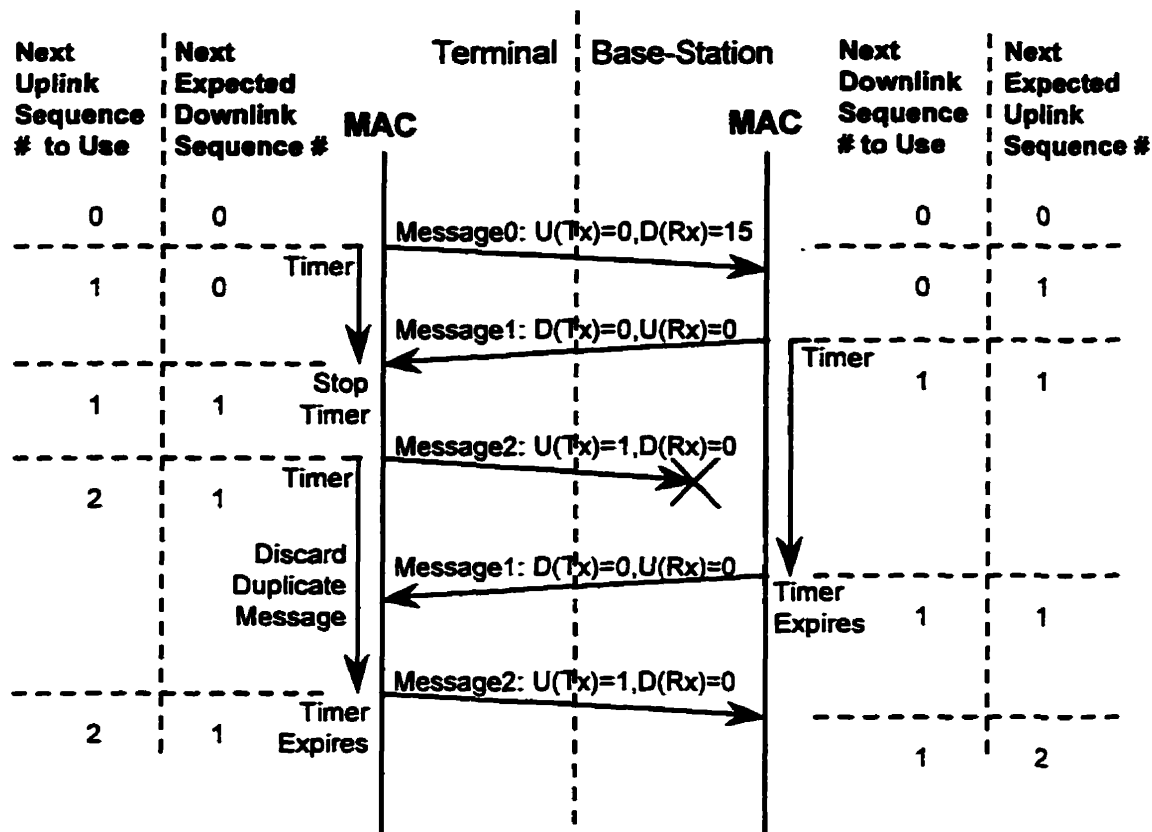 Next Uplink Sequence # to Use
Next Expected Downlink Sequence #
Terminal
Base-Station
Next Downlink Sequence # to Use
Next Expected Uplink Sequence #
MAC
MAC
0 0
0 0
Message0: U(Tx)=0,D(Rx)=15
Timer
1 0
0 1
Message1: D(Tx)=0,U(Rx)=0
Timer
Stop Timer
1 1
1 1
Message2: U(Tx)=1,D(Rx)=0
Timer
2 1
Discard Duplicate Message
Message1: D(Tx)=0,U(Rx)=0
Timer Expires
1 1
Message2: U(Tx)=1,D(Rx)=0
Timer Expires
2 1
1 2